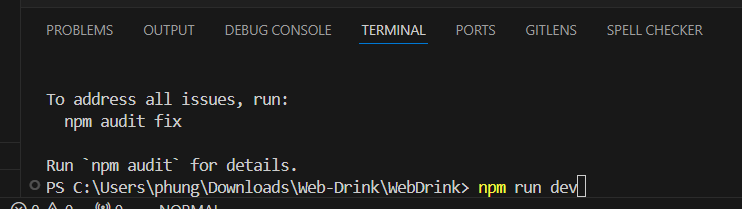 PROBLEMS OUTPUT DEBUG CONSOLE TERMINAL PORTS GITLENS SPELL CHECKER
To address all issues, run:
npm audit fix
Run `npm audit` for details.
PS C:\Users\phung\Downloads\Web-Drink\WebDrink> npm run dev